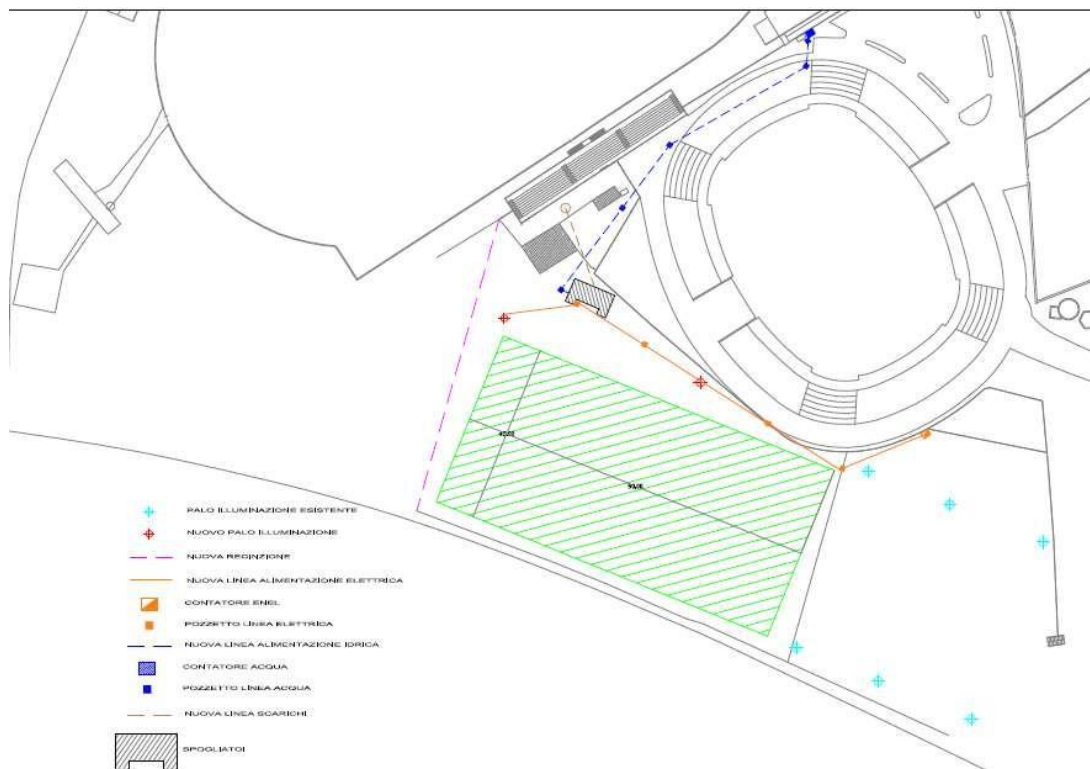 PALO ILLUMINAZIONE ESISTENTE
NUOVO PALO ILLUMINAZIONE
NUOVA RECINZIONE
NUOVA LINEA ALIMENTAZIONE ELETTRICA
CONTATORE ENEL
POZZETTO LINEA ELETTRICA
NUOVA LINEA ALIMENTAZIONE IDRICA
CONTATORE ACQUA
POZZETTO LINEA ACQUA
NUOVA LINEA SCARICHI
SPOGLIATOI